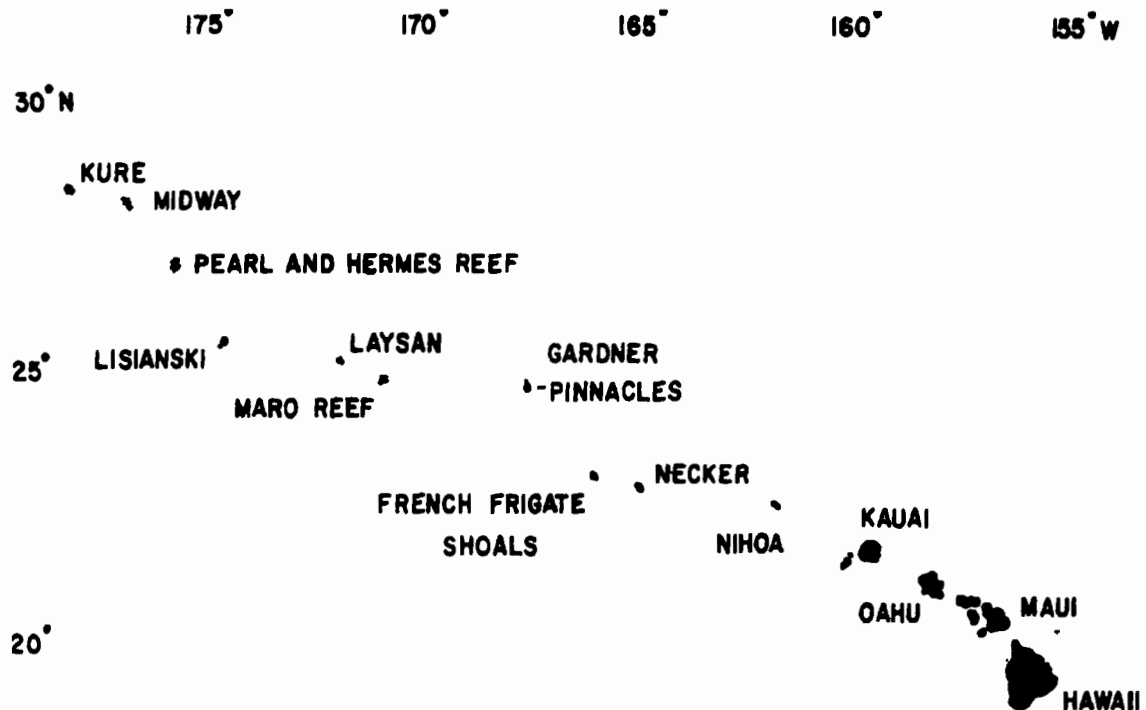 175° 170° 165° 160° 155° W
30° N
KURE
MIDWAY
PEARL AND HERMES REEF
LISIANSKI
LAYSAN
25°
MARO REEF
GARDNER
-PINNACLES
FRENCH FRIGATE
SHOALS
NECKER
NIHOA
KAUAI
OAHU
MAUI
20°
HAWAII